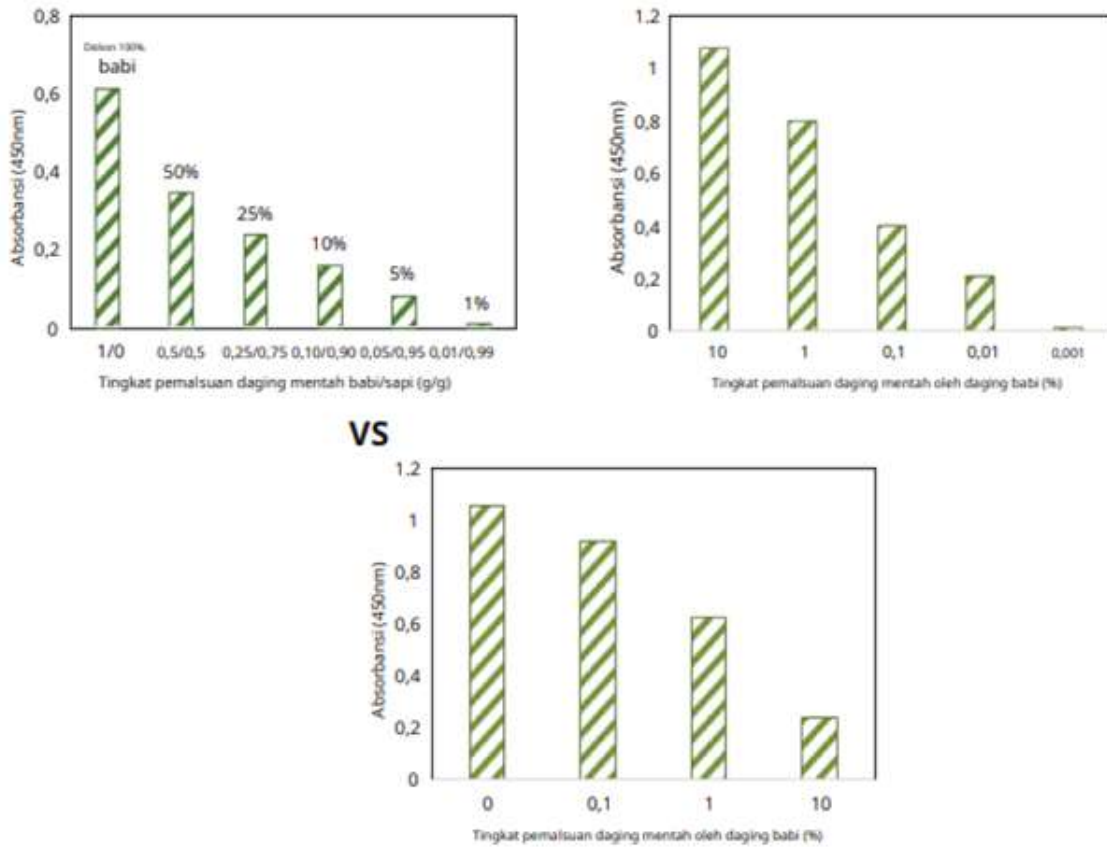 0,8
0,6
0,4
0,2
0
Absorbansi (450nm)
babi
50%
25%
10%
5%
1%
1/0 0,5/0,5 0,25/0,75 0,10/0,90 0,05/0,95 0,01/0,99
Tingkat pemalsuan daging mentah babi/sapi (g/g)
1.2
1
0,8
0,6
0,4
0,2
0
Absorbansi (450nm)
10 1 0,1 0,01 0,001
Tingkat pemalsuan daging mentah oleh daging babi (%)
VS
1.2
1
0,8
0,6
0,4
0,2
0
Absorbansi (450nm)
0 0,1 1 10
Tingkat pemalsuan daging mentah oleh daging babi (%)